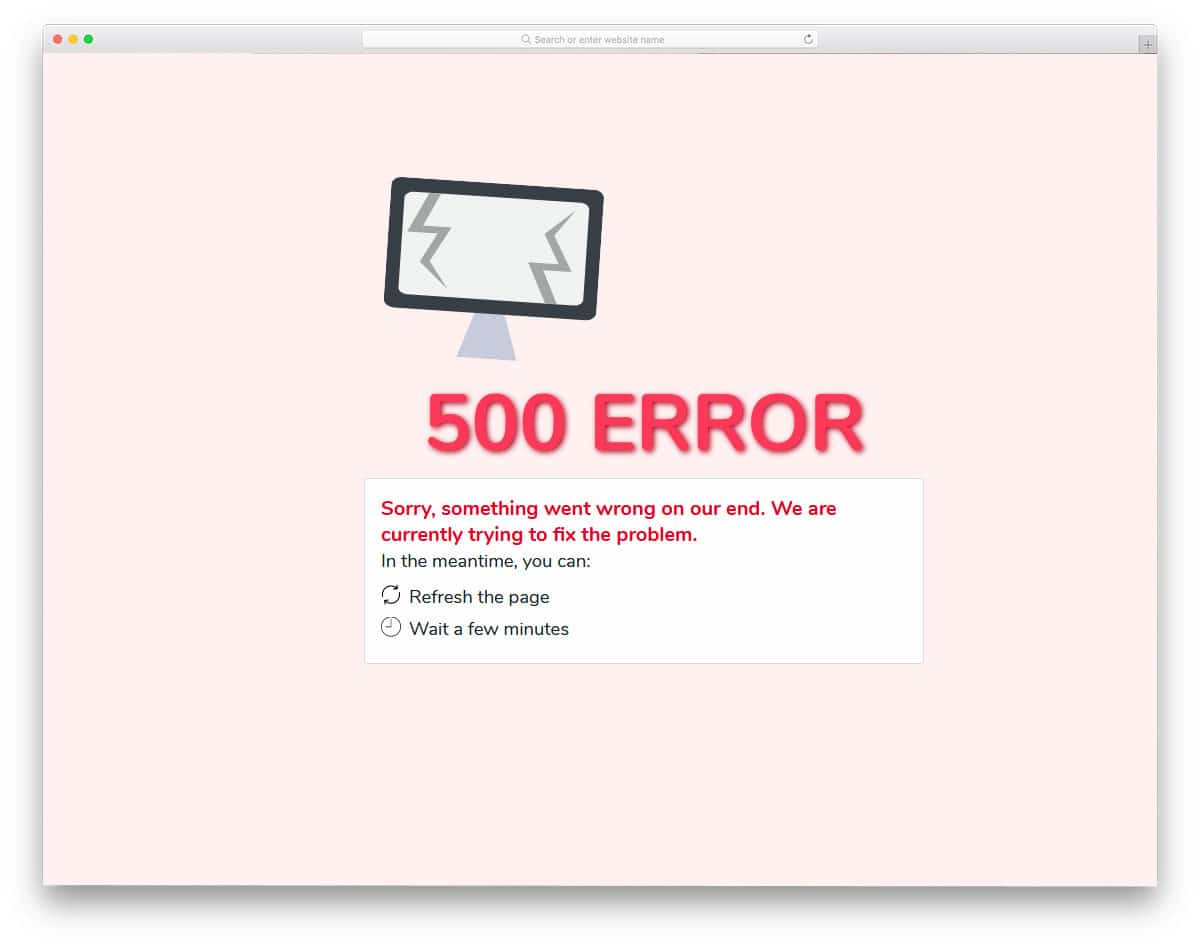 Search or enter website name
500 ERROR
Sorry, something went wrong on our end. We are
currently trying to fix the problem.
In the meantime, you can:
Refresh the page
Wait a few minutes